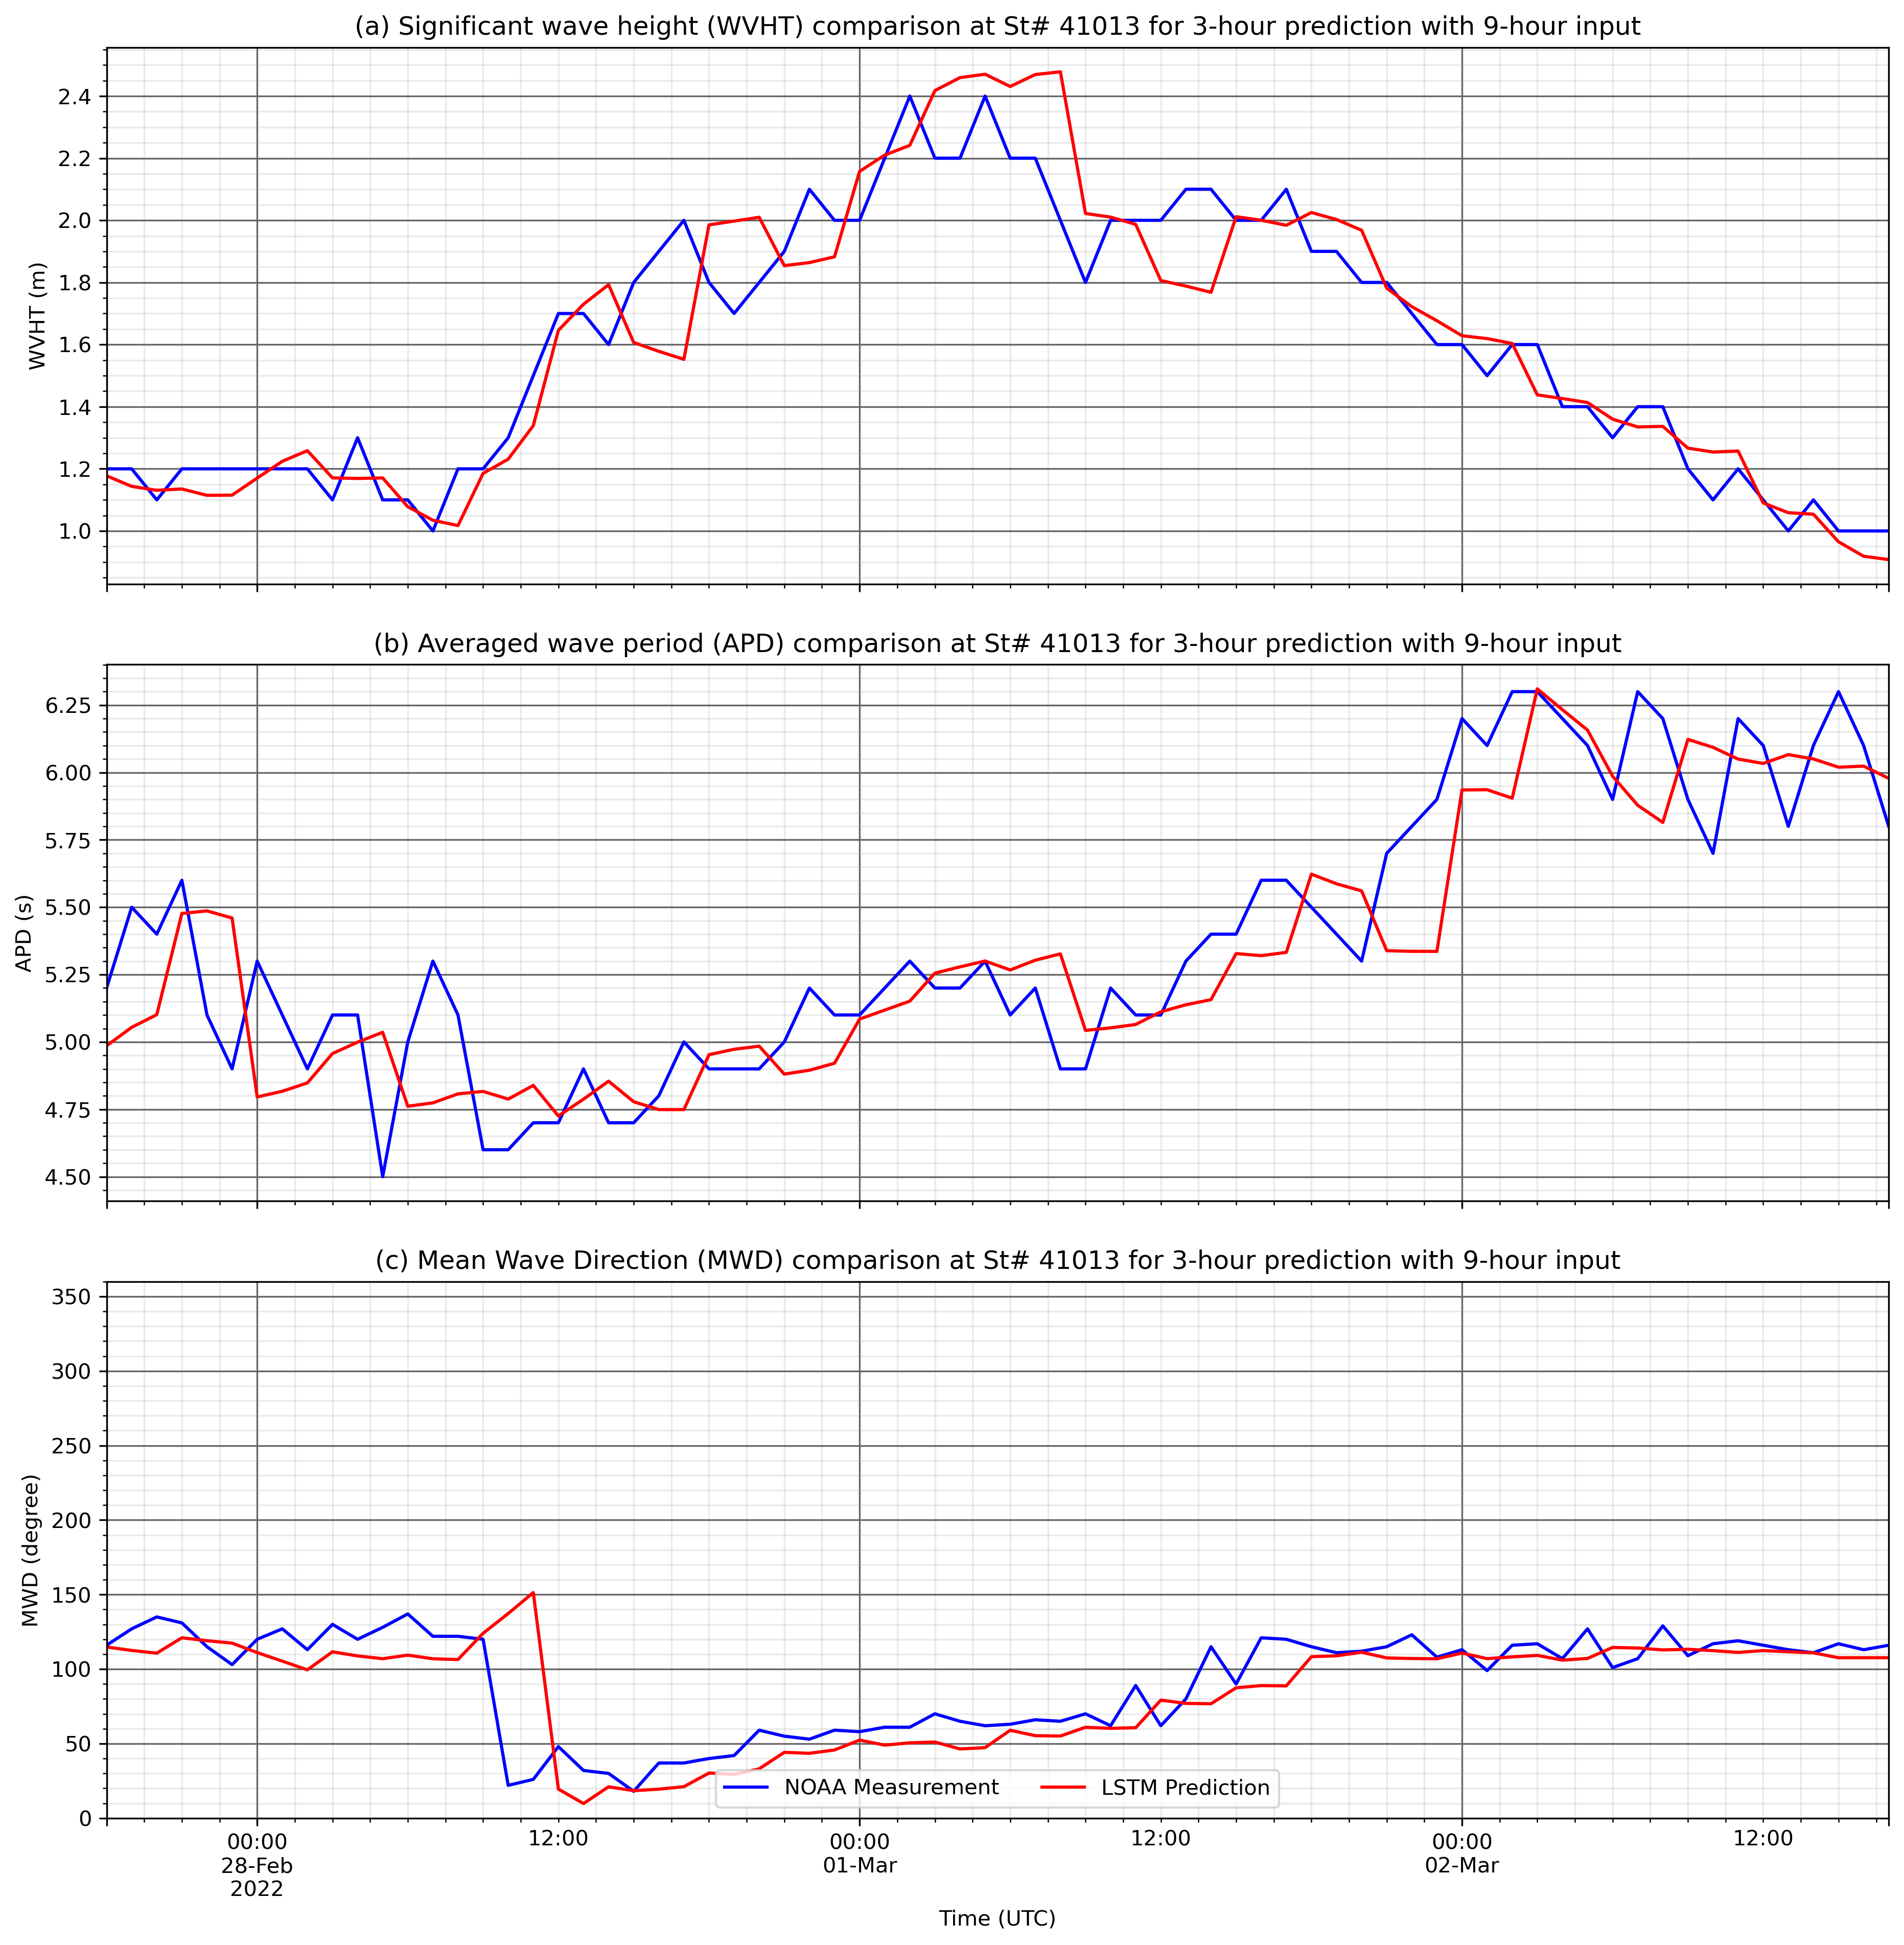 (a) Significant wave height (WVHT) comparison at St# 41013 for 3-hour prediction with 9-hour input
2.4
2.2
2.0
1.8
1.6
1.4
1.2
1.0
WVHT (m)
(b) Averaged wave period (APD) comparison at St# 41013 for 3-hour prediction with 9-hour input
6.25
6.00
5.75
5.50
5.25
5.00
4.75
4.50
APD (s)
(c) Mean Wave Direction (MWD) comparison at St# 41013 for 3-hour prediction with 9-hour input
350
300
250
200
150
100
50
0
MWD (degree)
NOAA Measurement LSTM Prediction
00:00 12:00 00:00 12:00 00:00 12:00
28-Feb 01-Mar 02-Mar
2022
Time (UTC)